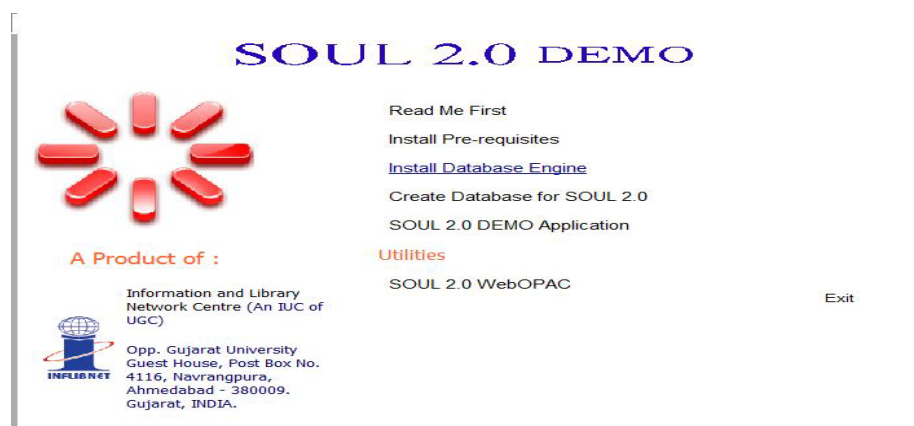 SOUL 2.0 DEMO
Read Me First
Install Pre-requisites
Install Database Engine
Create Database for SOUL 2.0
SOUL 2.0 DEMO Application
Utilities
SOUL 2.0 WebOPAC
Exit
A Product of :
Information and Library
Network Centre (An IUC of
UGC)
Opp. Gujarat University
Guest House, Post Box No.
4116, Navrangpura,
Ahmedabad - 380009.
Gujarat, INDIA.
INFLIBNET